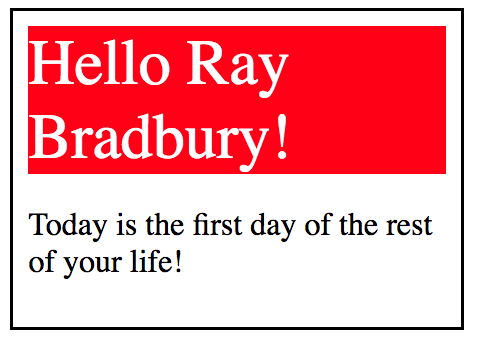 Hello Ray
Bradbury!
Today is the first day of the rest
of your life!